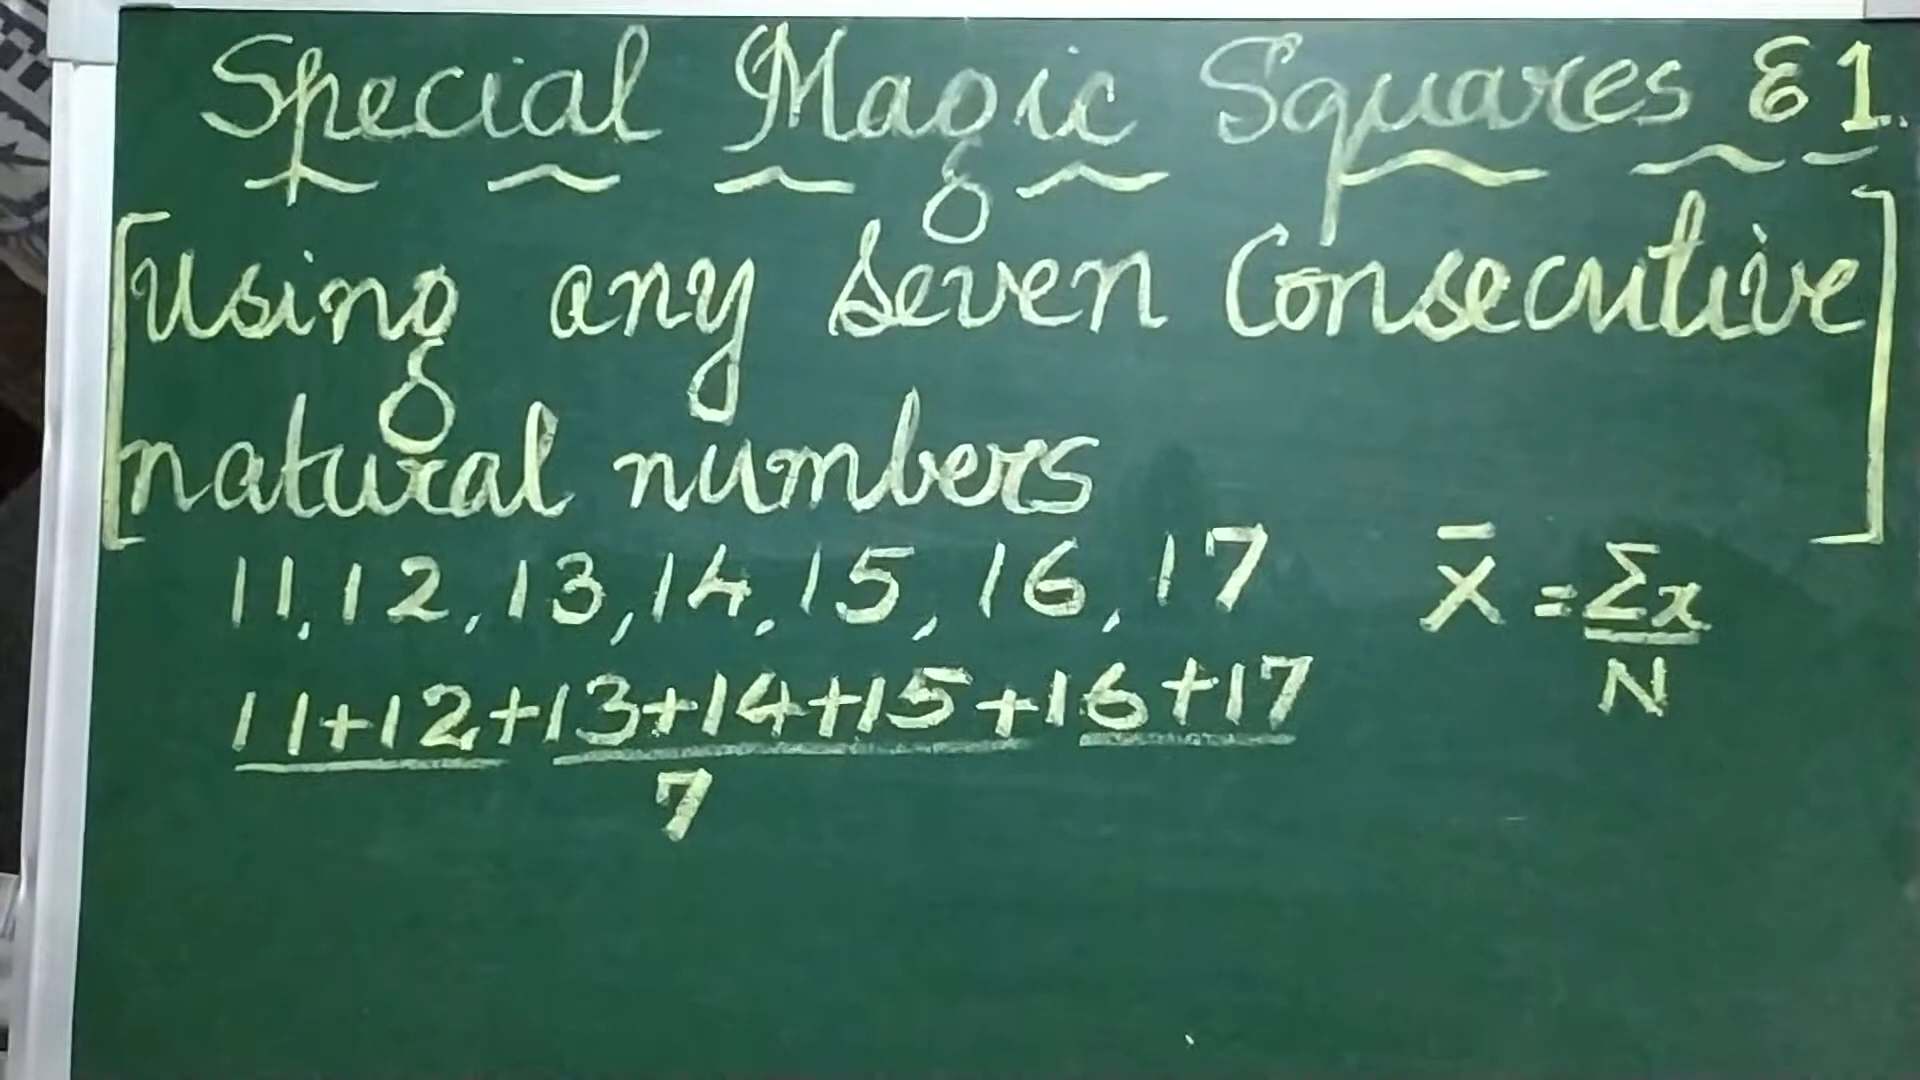 Special Magic Squares E1.
[Using any seven Consecutive
natural numbers]
11, 12, 13, 14, 15, 16, 17 X̄ = Σx/N
11+12+13+14+15+16+17
7